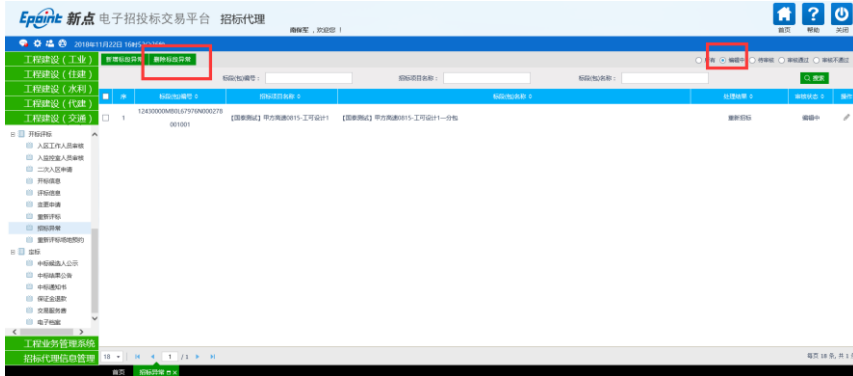 Epoint 新点 电子招投标交易平台 招标代理
南保军 ，欢迎您！
首页 帮助 关闭
2018年11月22日 16时
工程建设（工业）
新增标段异常 删除标段异常
所有 编辑中 待审核 审核通过 审核不通过
工程建设（住建）
标段(包)编号： 招标项目名称： 标段(包)名称： 搜索
工程建设（水利）
序 标段(包)编号 招标项目名称 标段(包)名称 处理结果 审核状态 操作
工程建设（代建）
工程建设（交通）
1 12430000MB0L67976N000278001001 【国泰测试】甲方高速0815-工可设计1 【国泰测试】甲方高速0815-工可设计1一分包 重新招标 编辑中
开标评标
入区工作人员审核
入监控室人员审核
二次入区申请
开标信息
评标信息
变更申请
重新评标
招标异常
重新评标场地预约
定标
中标候选人公示
中标结果公告
中标通知书
保证金退款
交易服务费
电子档案
工程业务管理系统
招标代理信息管理
18 1 /1
每页 18 条, 共 1
首页 招标异常